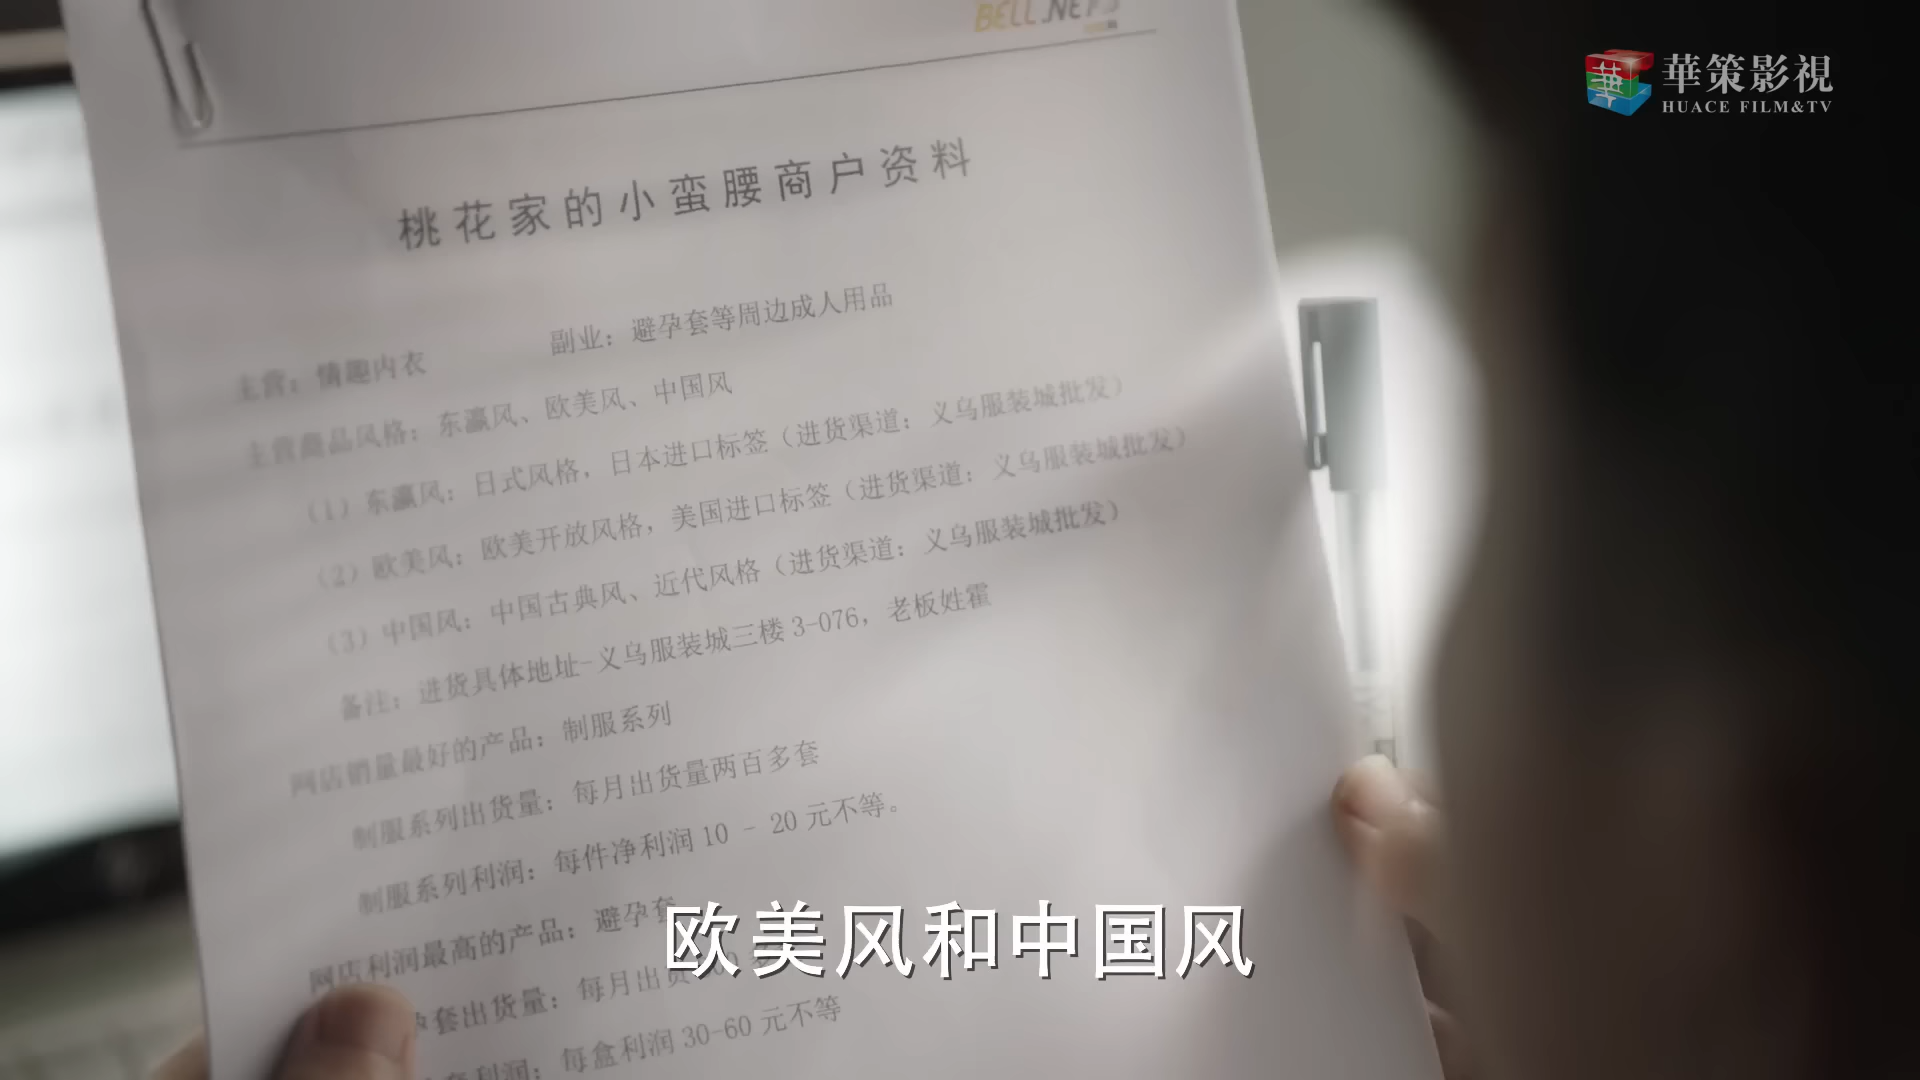 華策影視
HUACE FILM&TV
桃花家的小蛮腰商户资料
主营：情趣内衣 副业：避孕套等周边成人用品
主营商品风格：东瀛风、欧美风、中国风
（1）东瀛风：日式风格，日本进口标签（进货渠道：义乌服装城批发）
（2）欧美风：欧美开放风格，美国进口标签（进货渠道：义乌服装城批发）
（3）中国风：中国古典风、近代风格（进货渠道：义乌服装城批发）
备注：进货具体地址-义乌服装城三楼3-076，老板姓霍
网店销量最好的产品：制服系列
制服系列出货量：每月出货量两百多套
制服系列利润：每件净利润10 - 20元不等。
网店利润最高的产品：避孕套
孕套出货量：每月出货
套利润：每盒利润30-60元不等
欧美风和中国风